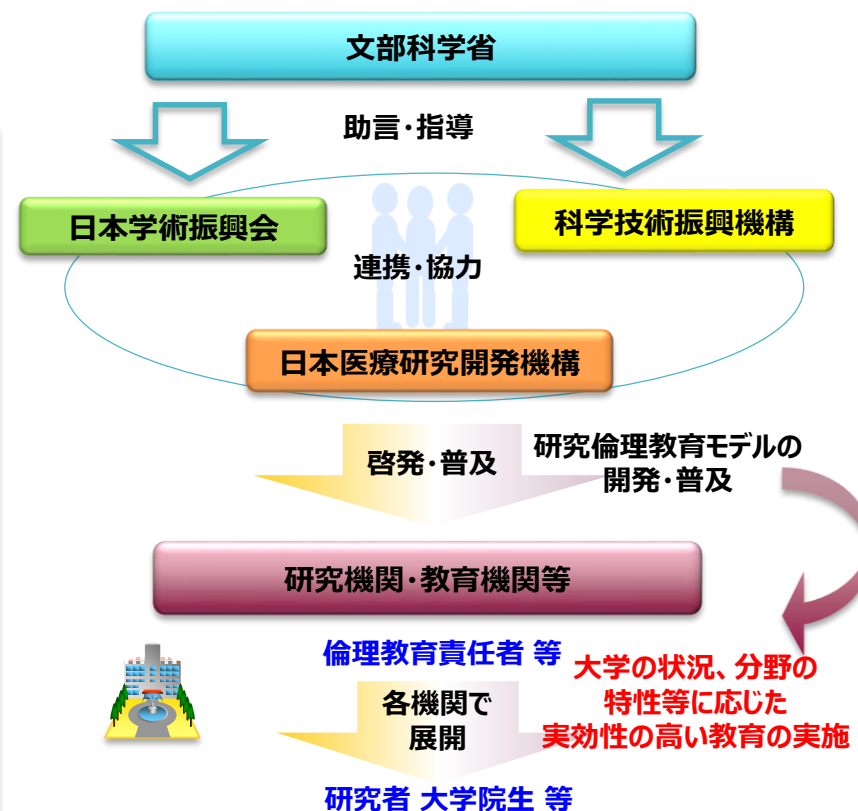 文部科学省
助言・指導
日本学術振興会
科学技術振興機構
連携・協力
日本医療研究開発機構
啓発・普及
研究倫理教育モデルの
開発・普及
研究機関・教育機関等
倫理教育責任者 等
大学の状況、分野の
特性等に応じた
実効性の高い教育の実施
各機関で
展開
研究者 大学院生 等